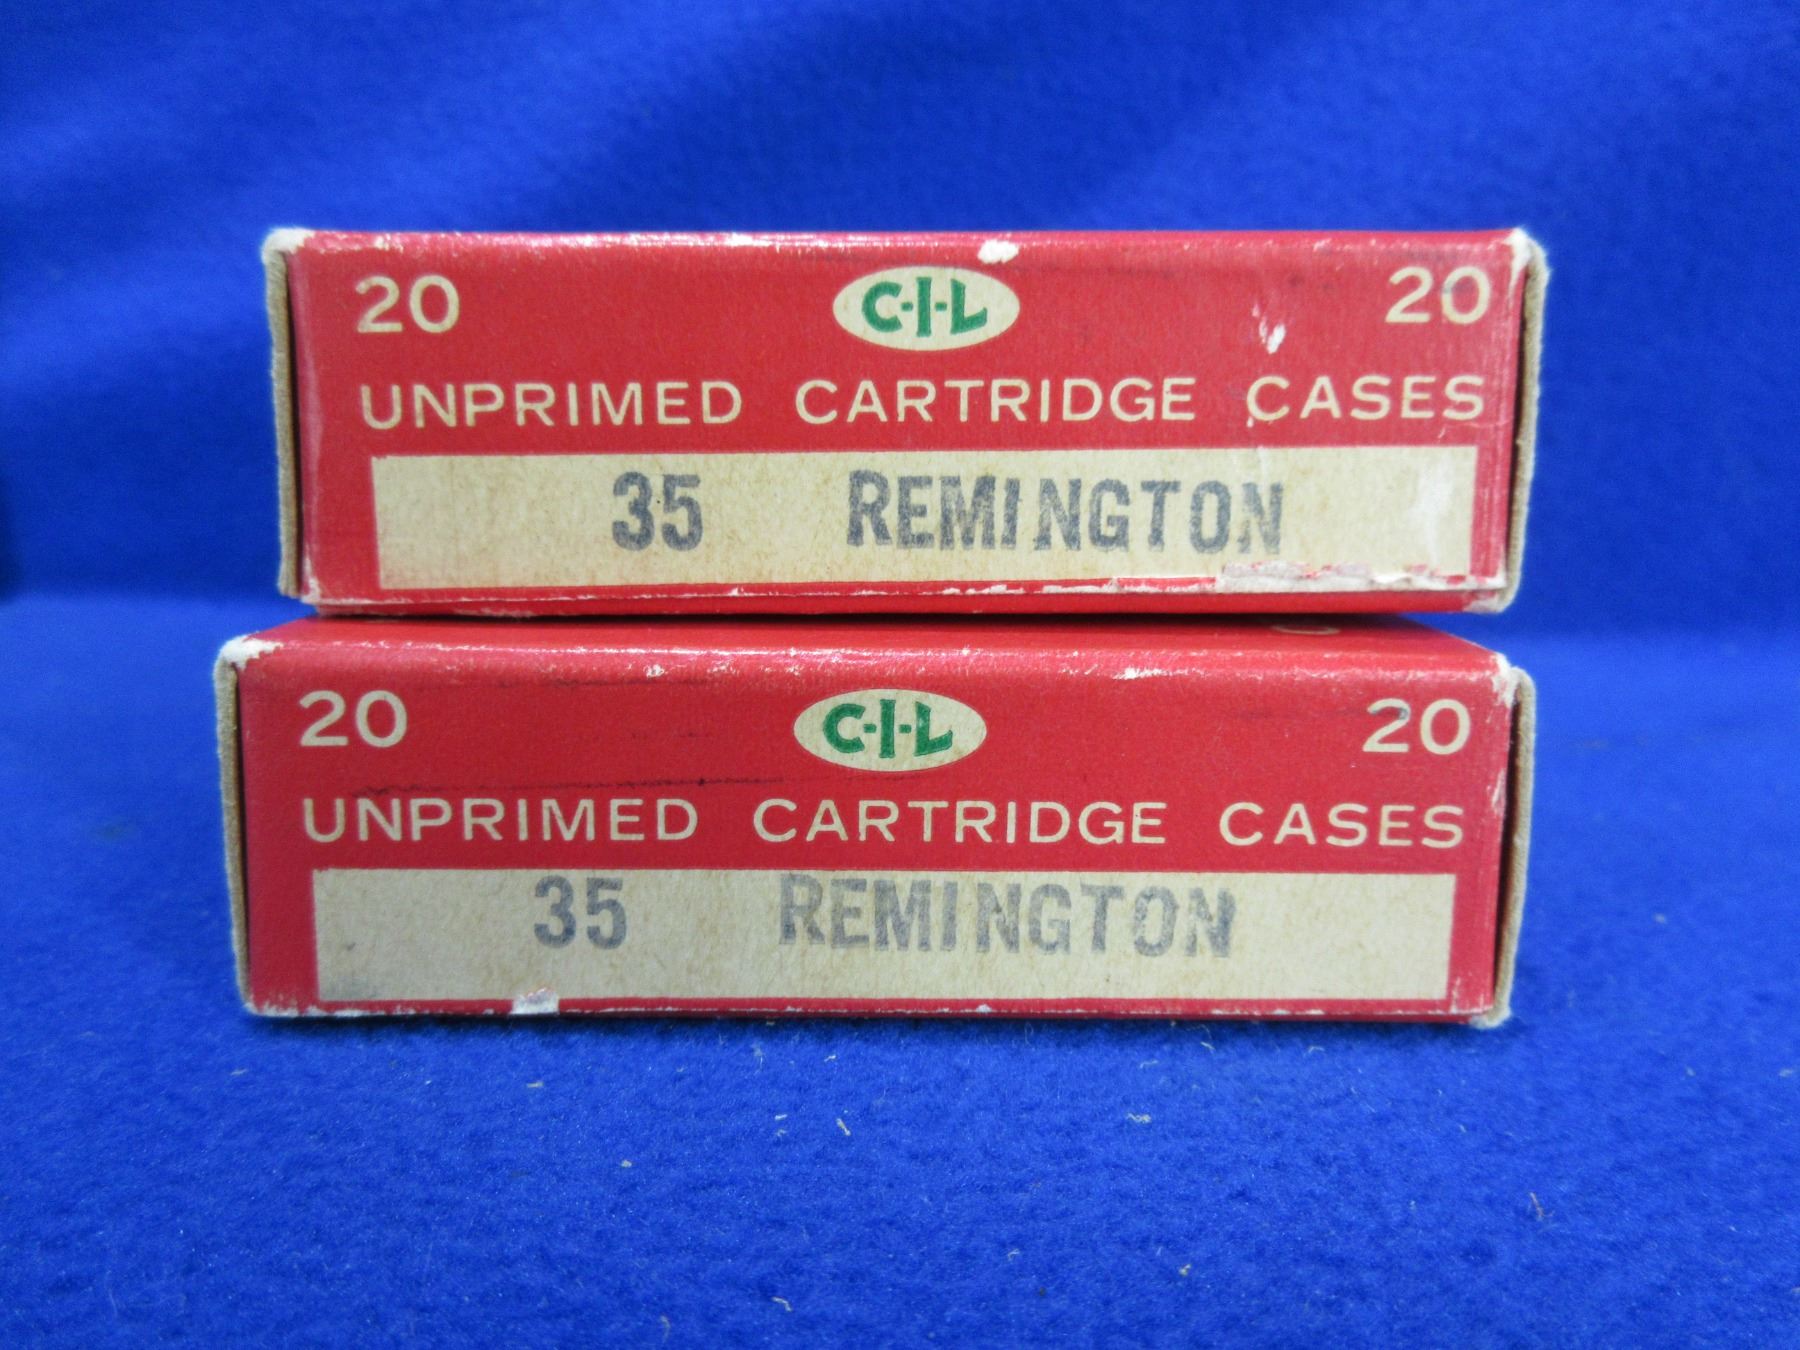 20 C-I-L 20
UNPRIMED CARTRIDGE CASES
35 REMINGTON
20 C-I-L 20
UNPRIMED CARTRIDGE CASES
35 REMINGTON